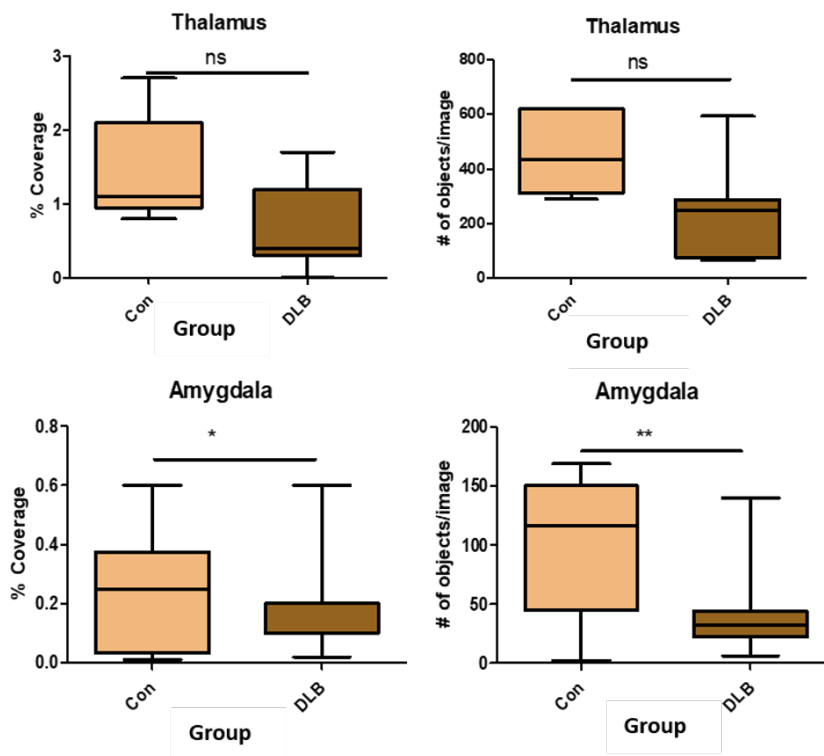 Thalamus
ns
3
2
1
0
% Coverage
Con
DLB
Group
Thalamus
ns
800
600
400
200
0
# of objects/image
Con
DLB
Group
Amygdala
*
0.8
0.6
0.4
0.2
0.0
% Coverage
Con
DLB
Group
Amygdala
**
200
150
100
50
0
# of objects/image
Con
DLB
Group